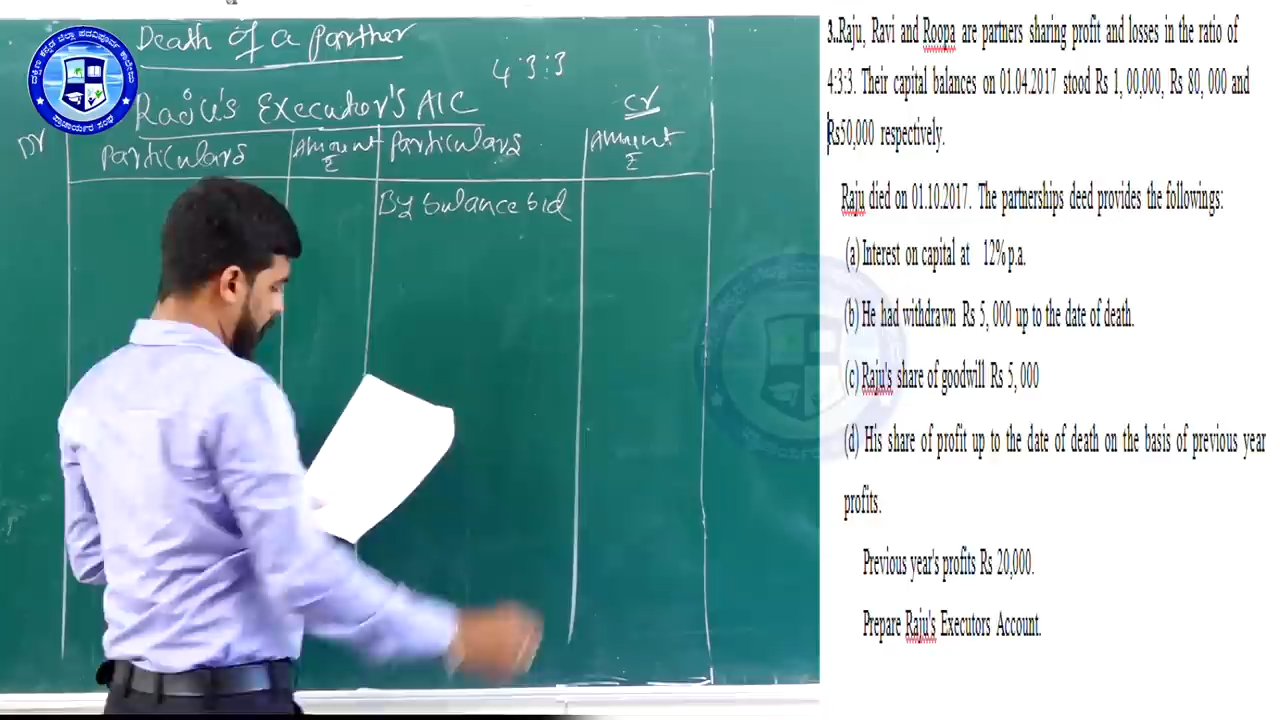 Death of a partner
4:3:3
Raju's Executor's A/C
Dr
Cr
Particulars
Amount
₹
Particulars
Amount
₹
By balance b/d
3..Raju, Ravi and Roopa are partners sharing profit and losses in the ratio of
4:3:3. Their capital balances on 01.04.2017 stood Rs 1, 00,000, Rs 80, 000 and
Rs50,000 respectively.
Raju died on 01.10.2017. The partnerships deed provides the followings:
(a) Interest on capital at 12% p.a.
(b) He had withdrawn Rs 5, 000 up to the date of death.
(c) Raju's share of goodwill Rs 5, 000
(d) His share of profit up to the date of death on the basis of previous year
profits.
Previous year's profits Rs 20,000.
Prepare Raju's Executors Account.